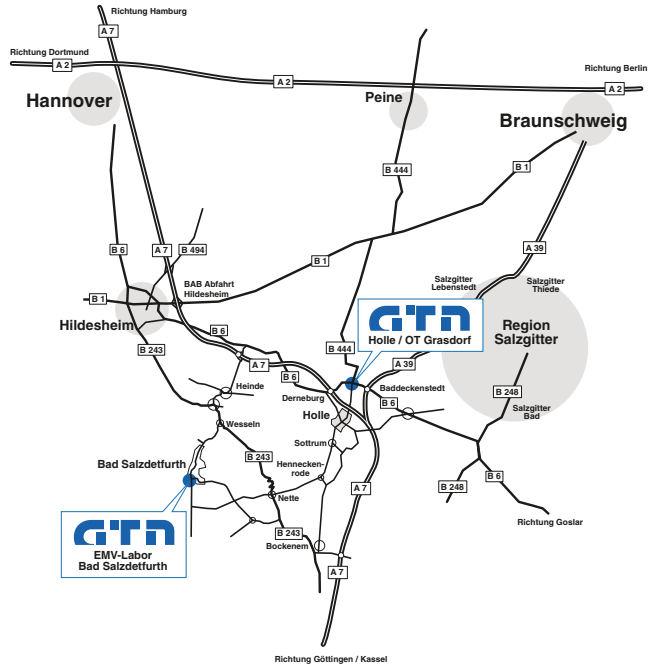 Richtung Hamburg
A 7
Richtung Dortmund
A 2
A 2
Richtung Berlin
A 2
Hannover
Peine
Braunschweig
B 444
B 1
B 6
A 7
B 494
A 39
B 1
BAB Abfahrt
Hildesheim
Salzgitter
Lebenstedt
Salzgitter
Thiede
B 1
Hildesheim
B 6
B 243
GTN
Holle / OT Grasdorf
Region
Salzgitter
B 444
A 7
A 39
B 6
Baddeckenstedt
Heinde
Derneburg
B 6
B 248
Holle
Salzgitter
Bad
Wesseln
Sottrum
Bad Salzdetfurth
B 243
Hennecken-
rode
A 7
B 6
B 248
Nette
Richtung Goslar
GTN
EMV-Labor
Bad Salzdetfurth
B 243
Bockenem
A 7
Richtung Göttingen / Kassel